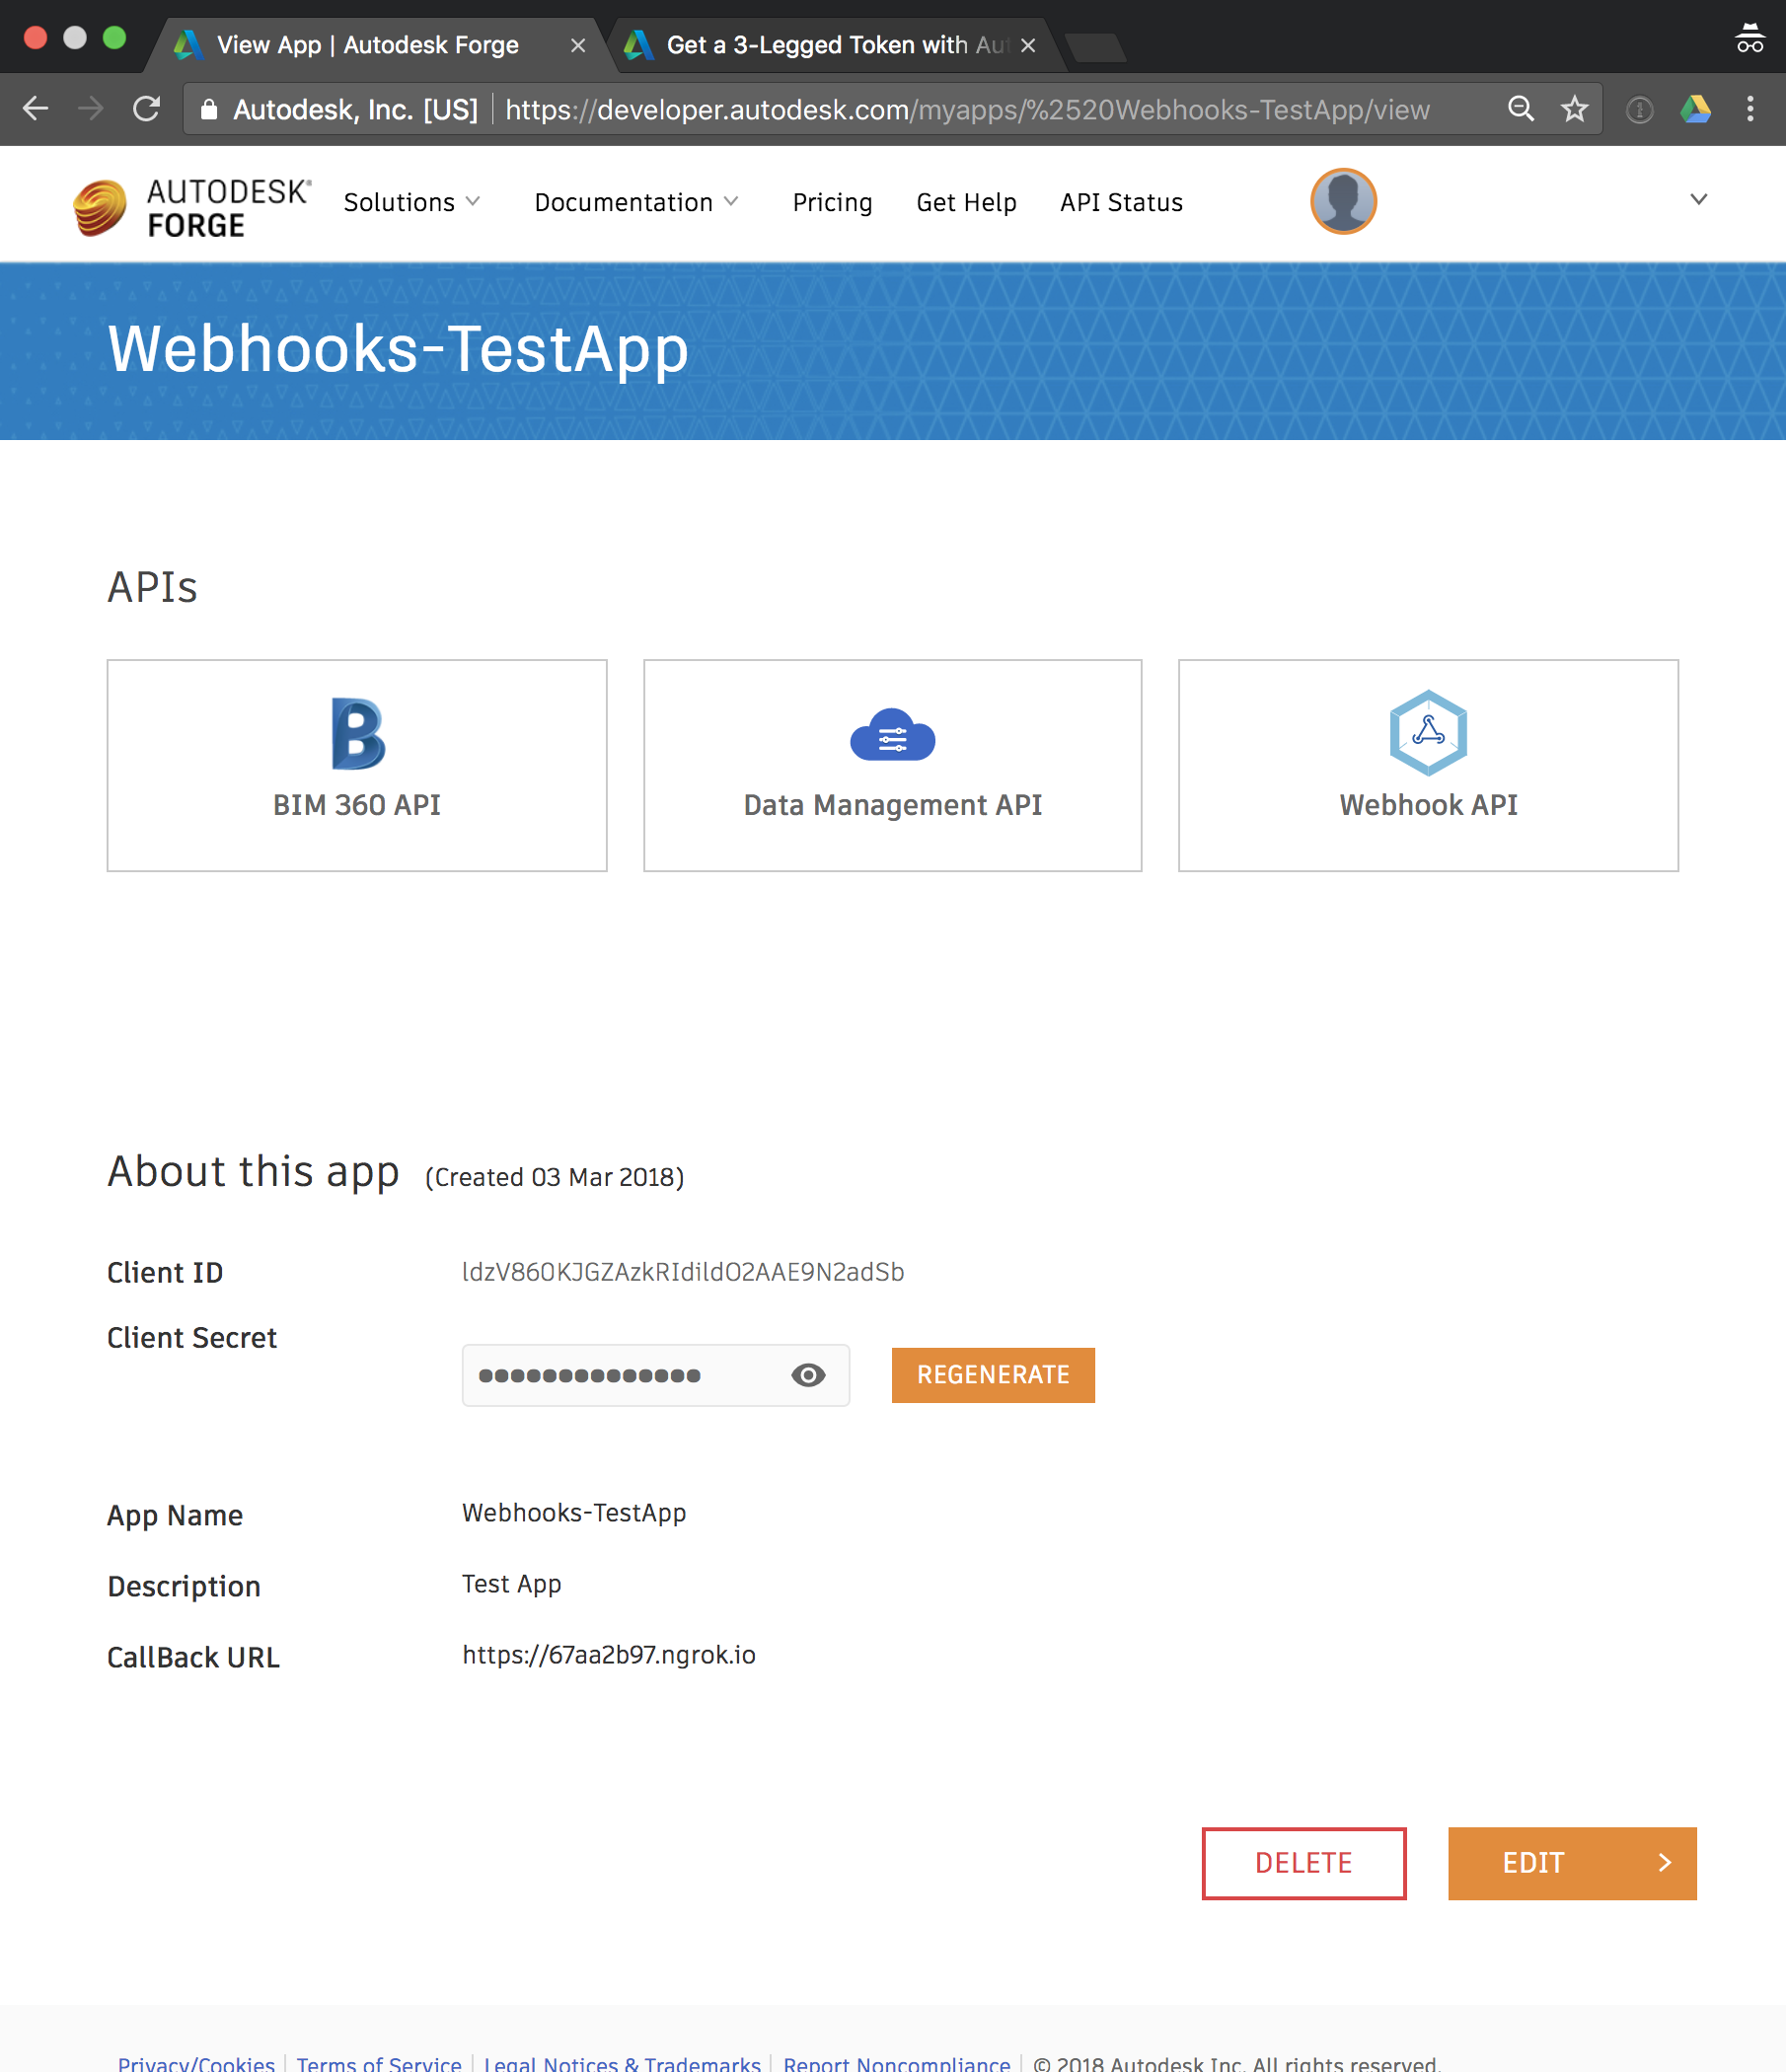 View App | Autodesk Forge
Get a 3-Legged Token with Aut
Autodesk, Inc. [US] https://developer.autodesk.com/myapps/%2520Webhooks-TestApp/view
AUTODESK®
FORGE
Solutions Documentation Pricing Get Help API Status
Webhooks-TestApp
APIs
BIM 360 API Data Management API Webhook API
About this app (Created 03 Mar 2018)
Client ID ldzV860KJGZAzkRIdildO2AAE9N2adSb
Client Secret
REGENERATE
App Name Webhooks-TestApp
Description Test App
CallBack URL https://67aa2b97.ngrok.io
DELETE EDIT
Privacy/Cookies Terms of Service Legal Notices & Trademarks Report Noncompliance © 2018 Autodesk Inc. All rights reserved.